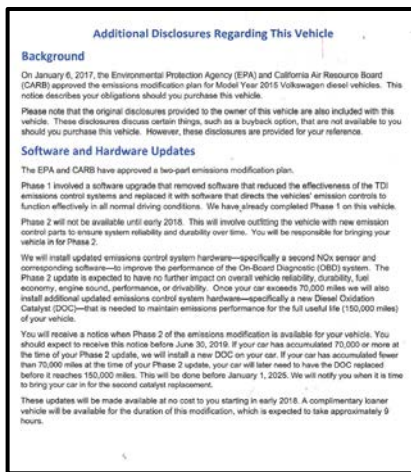 Additional Disclosures Regarding This Vehicle
Background
On January 6, 2017, the Environmental Protection Agency (EPA) and California Air Resource Board
(CARB) approved the emissions modification plan for Model Year 2015 Volkswagen diesel vehicles. This
notice describes your obligations should you purchase this vehicle.
Please note that the original disclosures provided to the owner of this vehicle are also included with this
vehicle. These disclosures discuss certain things, such as a buyback option, that are not available to you
should you purchase this vehicle. However, these disclosures are provided for your reference.
Software and Hardware Updates
The EPA and CARB have approved a two-part emissions modification plan.
Phase 1 involved a software upgrade that removed software that reduced the effectiveness of the TDI
emissions control systems and replaced it with software that directs the vehicles' emission controls to
function effectively in all normal driving conditions. We have already completed Phase 1 on this vehicle.
Phase 2 will not be available until early 2018. This will involve outfitting the vehicle with new emission
control parts to ensure system reliability and durability over time. You will be responsible for bringing your
vehicle in for Phase 2.
We will install updated emissions control system hardware—specifically a second NOx sensor and
corresponding software—to improve the performance of the On-Board Diagnostic (OBD) system. The
Phase 2 update is expected to have no further impact on overall vehicle reliability, durability, fuel
economy, engine sound, performance, or drivability. Once your car exceeds 70,000 miles we will also
install additional updated emissions control system hardware—specifically a new Diesel Oxidation
Catalyst (DOC)—that is needed to maintain emissions performance for the full useful life (150,000 miles)
of your vehicle.
You will receive a notice when Phase 2 of the emissions modification is available for your vehicle. You
should expect to receive this notice before June 30, 2019. If your car has accumulated 70,000 or more at
the time of your Phase 2 update, we will install a new DOC on your car. If your car has accumulated fewer
than 70,000 miles at the time of your Phase 2 update, your car will later need to have the DOC replaced
before it reaches 150,000 miles. This will be done before January 1, 2025. We will notify you when it is time
to bring your car in for the second catalyst replacement.
These updates will be made available at no cost to you starting in early 2018. A complimentary loaner
vehicle will be available for the duration of this modification, which is expected to take approximately 9
hours.